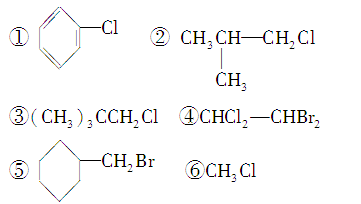 ① —Cl ② CH₃CH—CH₂Cl
CH₃
③(CH₃)₃CCH₂Cl ④CHCl₂—CHBr₂
⑤ —CH₂Br ⑥CH₃Cl